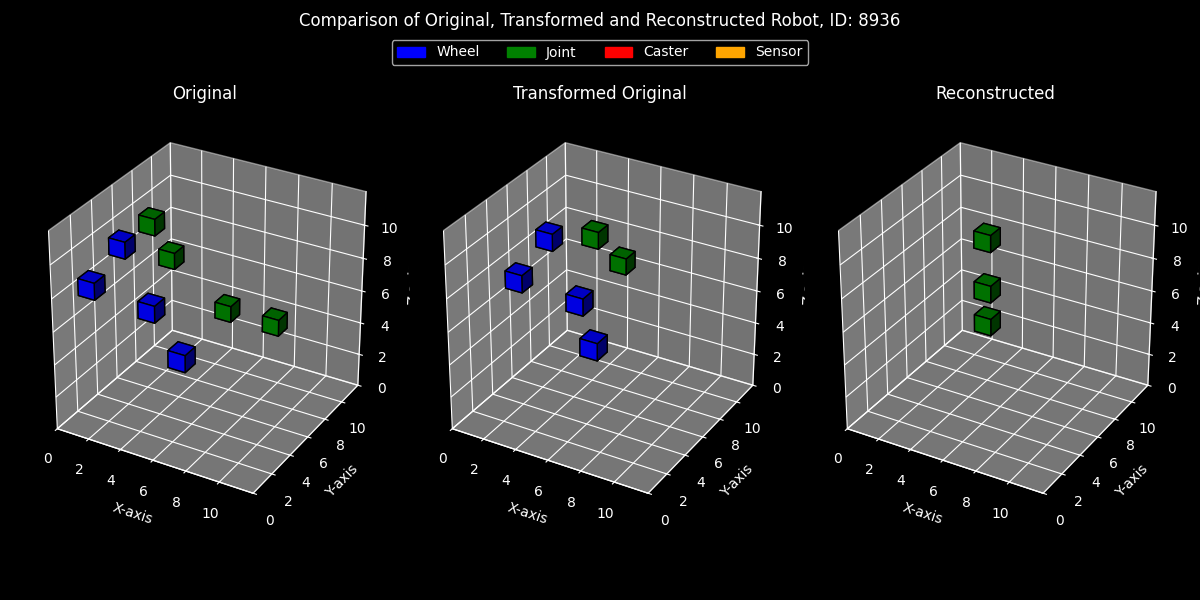 Comparison of Original, Transformed and Reconstructed Robot, ID: 8936
Wheel Joint Caster Sensor
Original Transformed Original Reconstructed
10 10 10
8 8 8
6 6 6
4 4 4
2 2 2
0 0 0
10 10 10
8 8 8
6 6 6
4 4 4
2 2 2
0 0 0
0 2 4 6 8 10 0 2 4 6 8 10 0 2 4 6 8 10
X-axis Y-axis X-axis Y-axis X-axis Y-axis